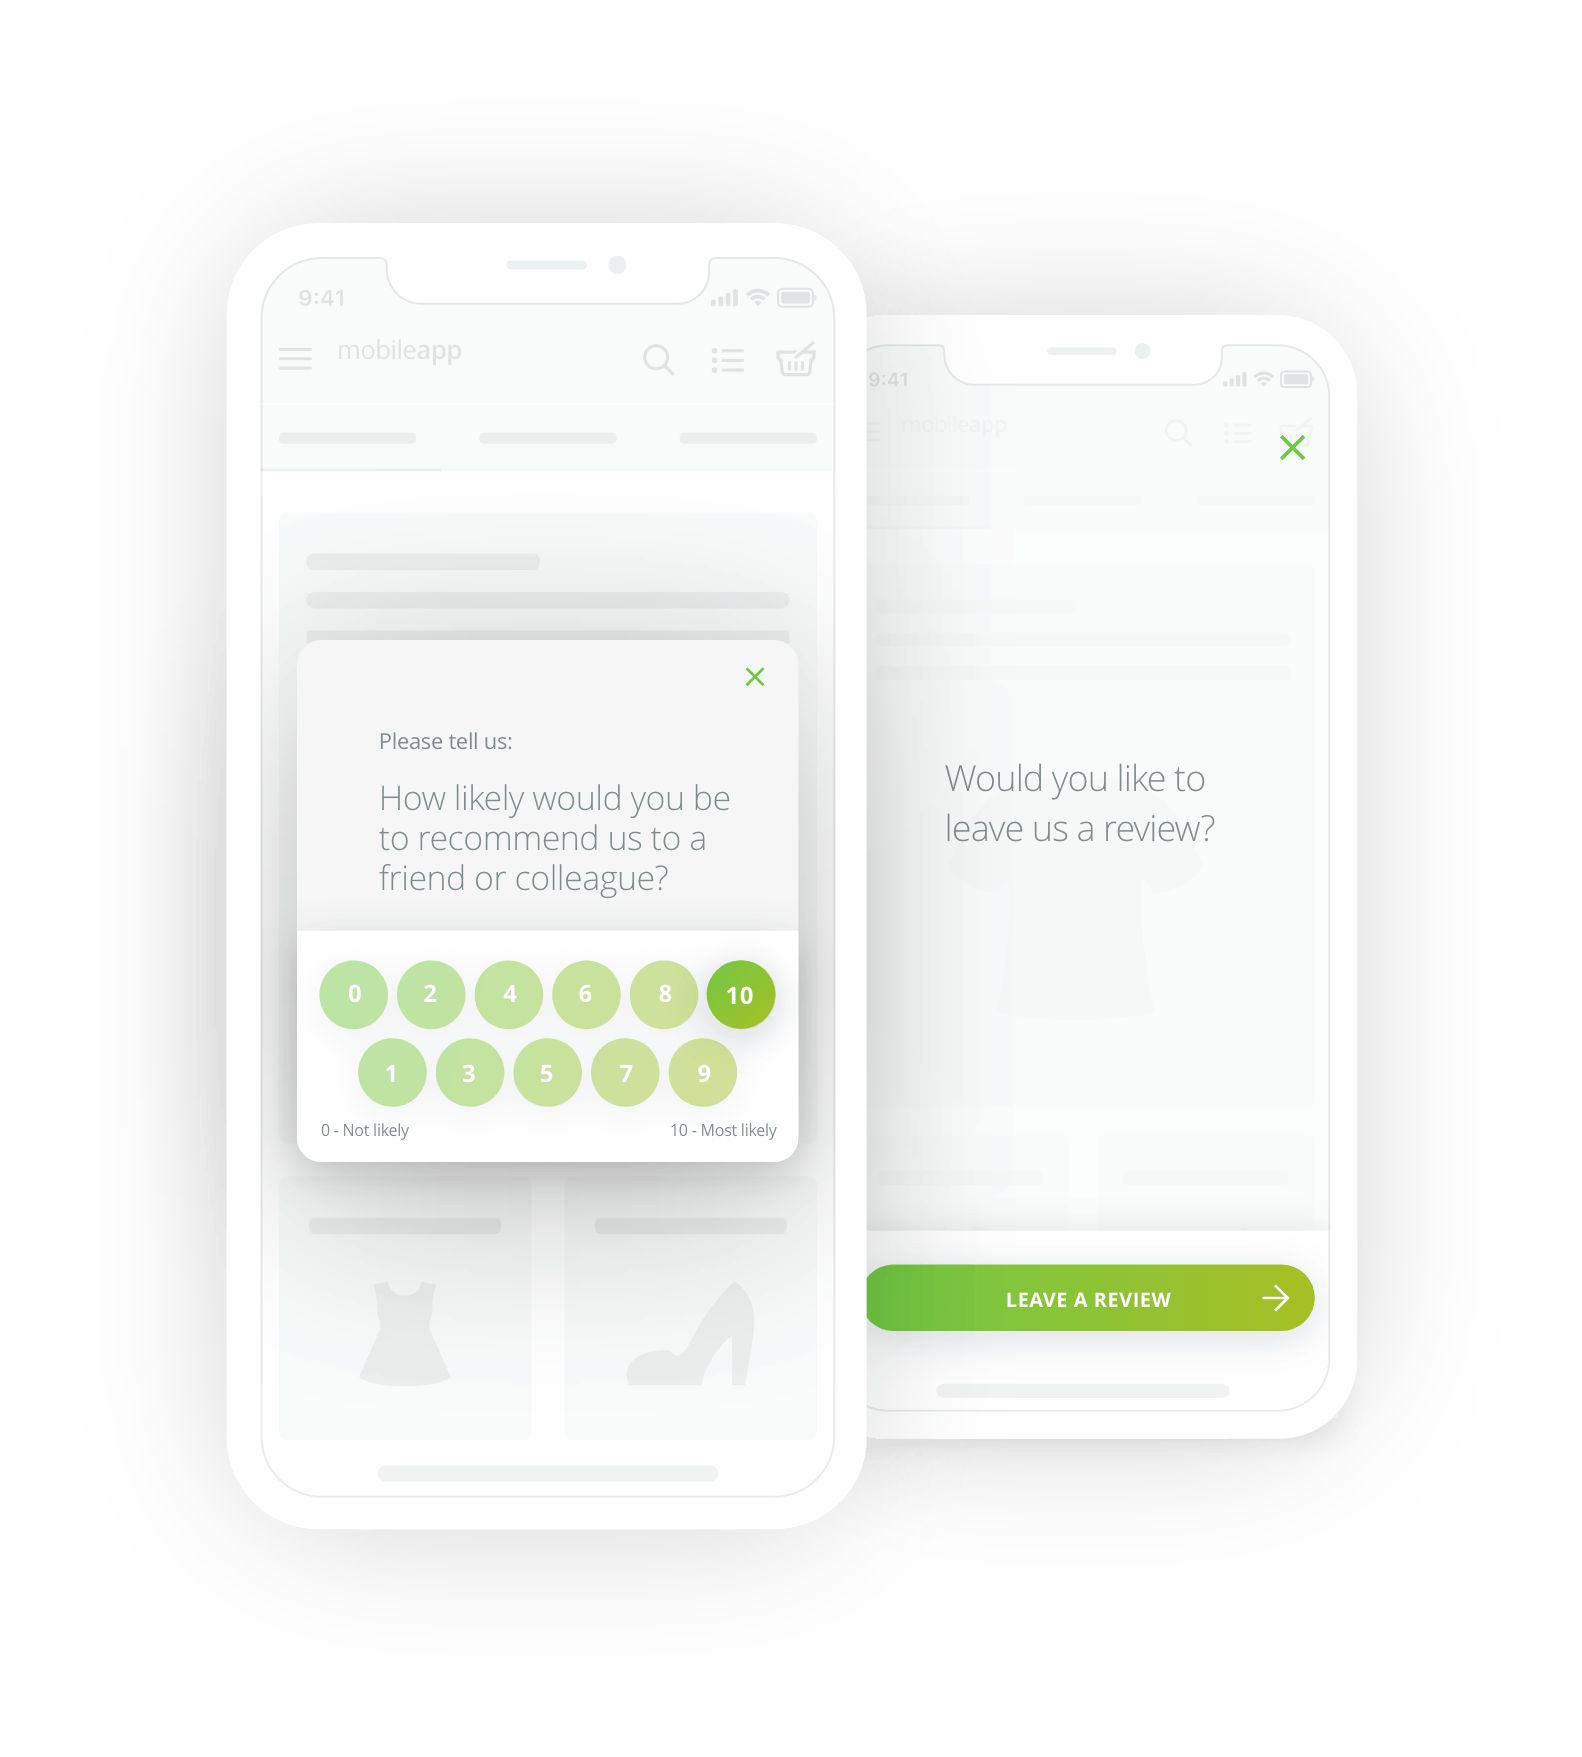 9:41
mobileapp
Please tell us:
How likely would you be
to recommend us to a
friend or colleague?
0 2 4 6 8 10
1 3 5 7 9
0 - Not likely 10 - Most likely
9:41
mobileapp
Would you like to
leave us a review?
LEAVE A REVIEW